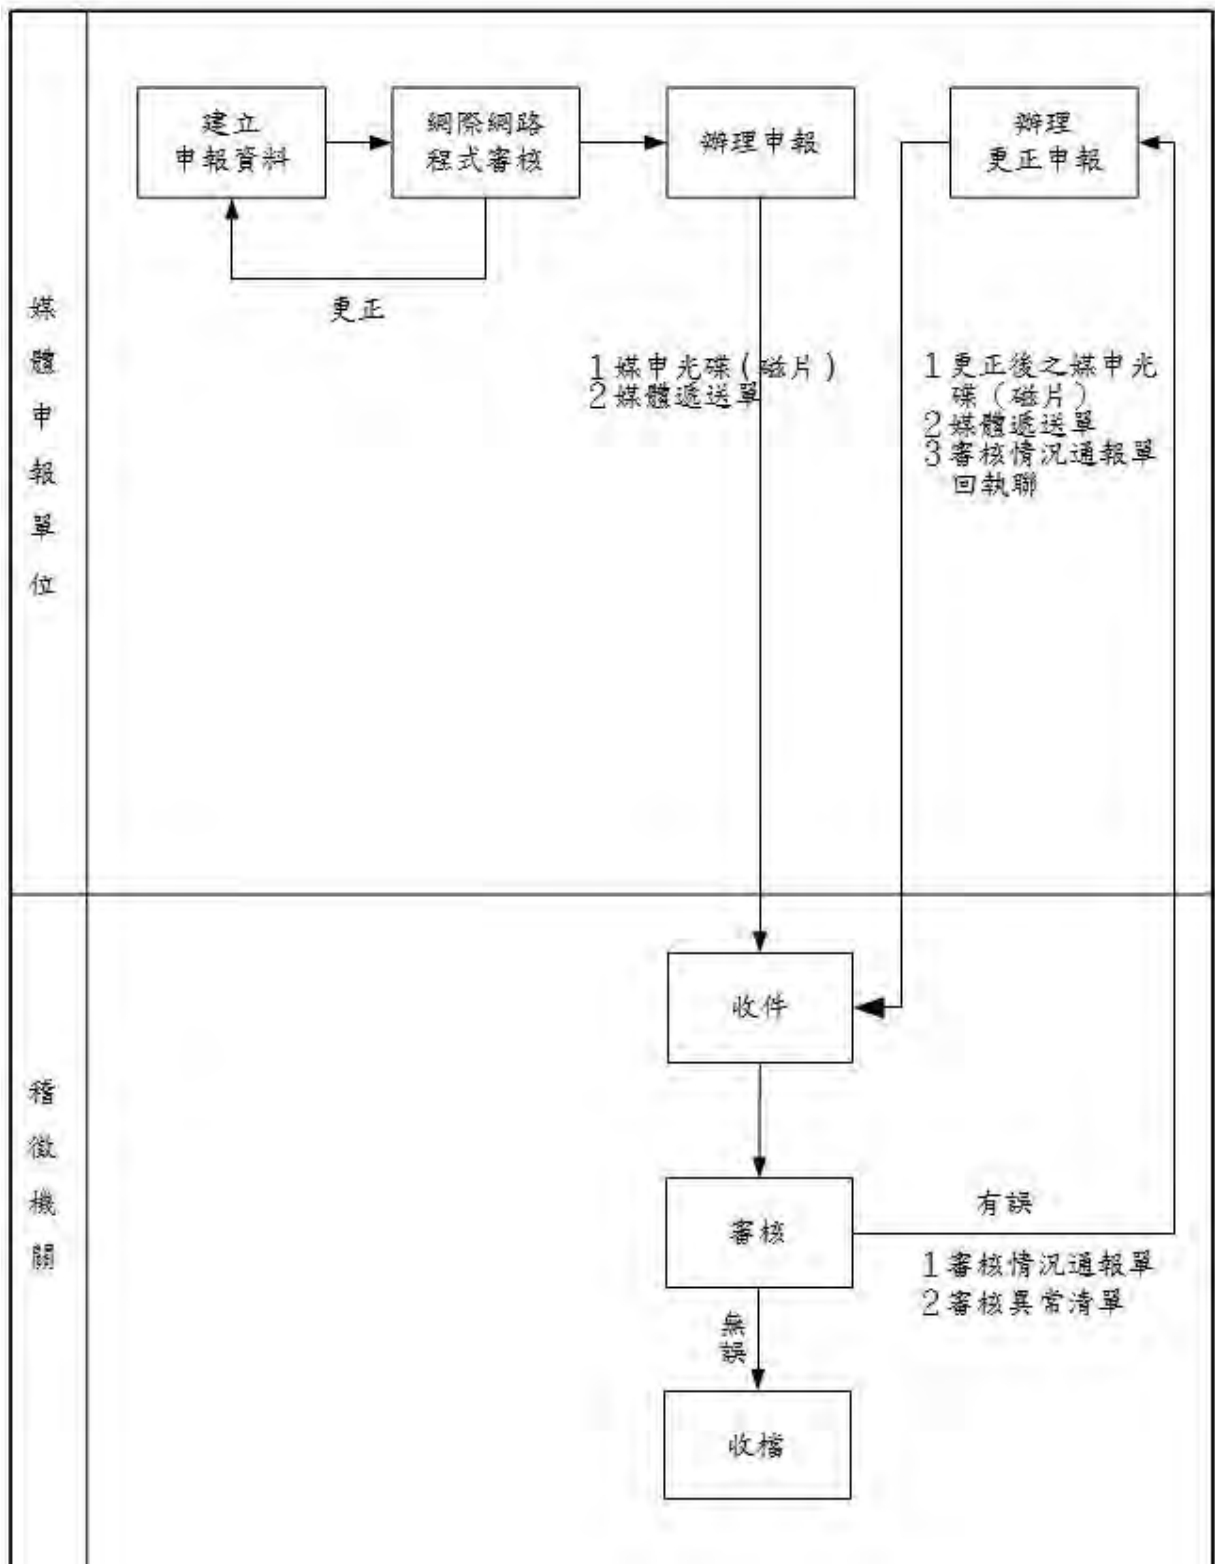 建立
申報資料
網際網路
程式審核
辦理申報
辦理
更正申報
更正
媒體申報單位
1媒申光碟(磁片)
2媒體遞送單
1更正後之媒申光
碟(磁片)
2媒體遞送單
3審核情況通報單
回執聯
收件
稽徵機關
審核
有誤
1審核情況通報單
2審核異常清單
無誤
收檔